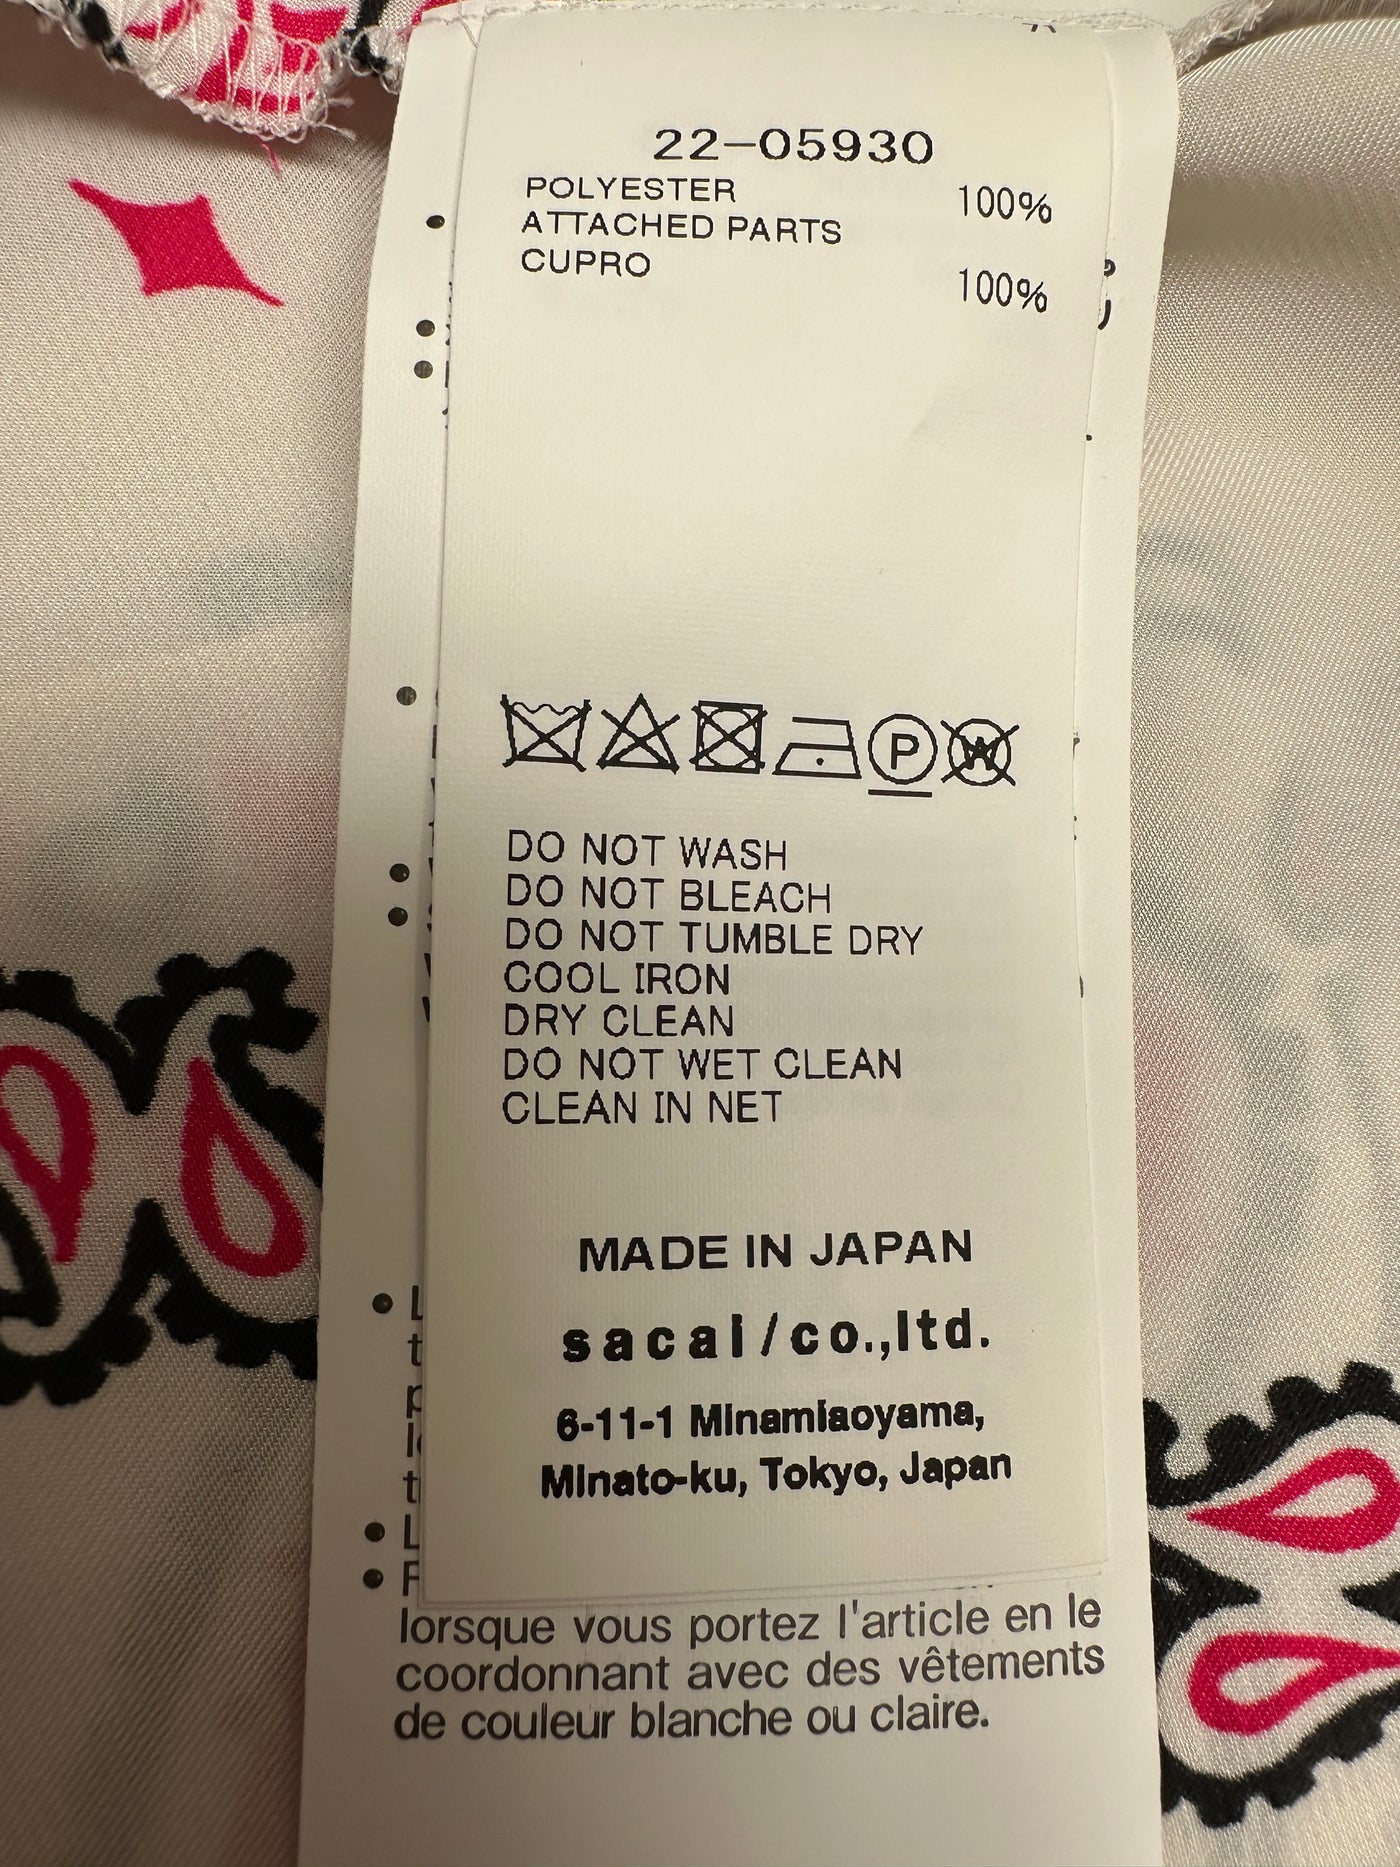 22-05930
POLYESTER 100%
ATTACHED PARTS
CUPRO 100%
P W
DO NOT WASH
DO NOT BLEACH
DO NOT TUMBLE DRY
COOL IRON
DRY CLEAN
DO NOT WET CLEAN
CLEAN IN NET
MADE IN JAPAN
sacai/co.,ltd.
6-11-1 Minamiaoyama,
Minato-ku, Tokyo, Japan
lorsque vous portez l'article en le
coordonnant avec des vêtements
de couleur blanche ou claire.